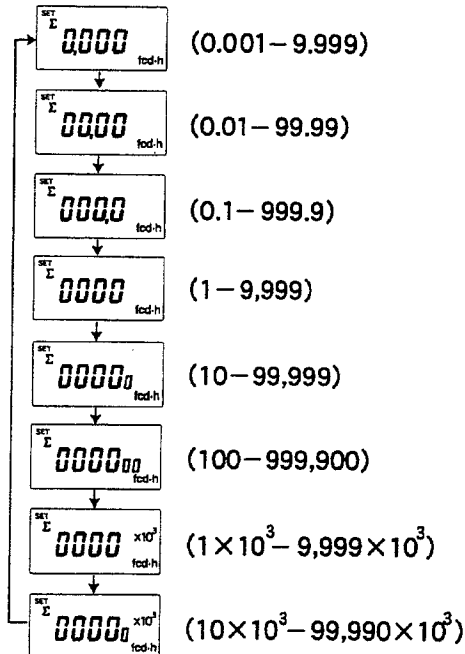 SET
Σ 0,000 fcd·h (0.001–9.999)
SET
Σ 00,00 fcd·h (0.01–99.99)
SET
Σ 000,0 fcd·h (0.1–999.9)
SET
Σ 0000 fcd·h (1–9,999)
SET
Σ 00000 fcd·h (10–99,999)
SET
Σ 000000 fcd·h (100–999,900)
SET
Σ 0000 ×10³ fcd·h (1×10³–9,999×10³)
SET
Σ 00000 ×10³ fcd·h (10×10³–99,990×10³)